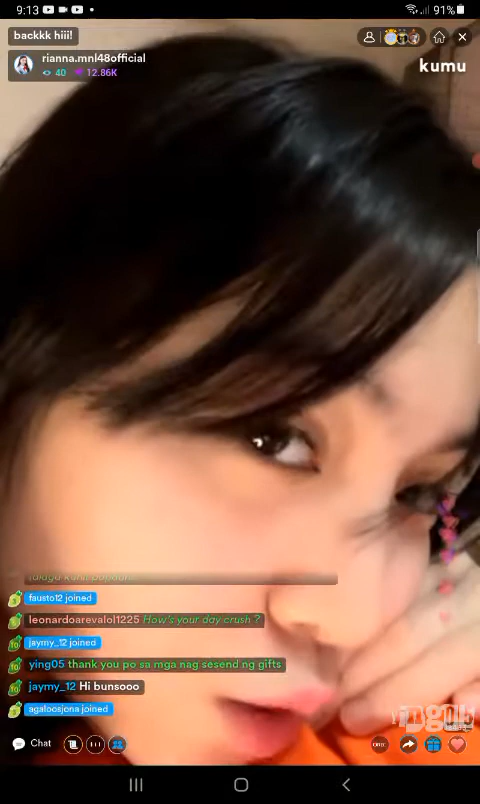 9:13
91%
backkk hiii!
rianna.mnl48official
40
12.86K
kumu
fausto12 joined
leonardoarevalol1225 How's your day crush ?
jaymy_12 joined
ying05 thank you po sa mga nag sesend ng gifts
jaymy_12 Hi bunsooo
agaloosjona joined
Chat